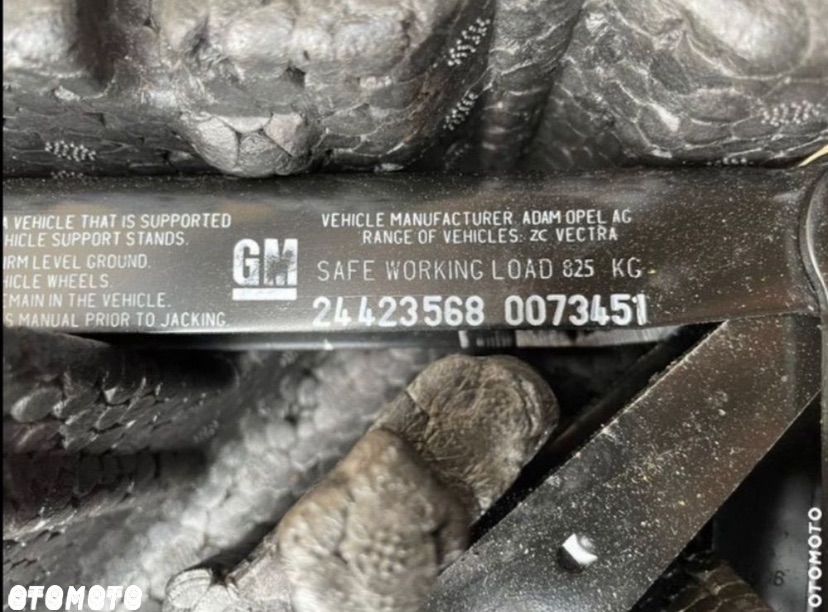 A VEHICLE THAT IS SUPPORTED
HICLE SUPPORT STANDS.
IRM LEVEL GROUND.
HICLE WHEELS
EMAIN IN THE VEHICLE.
S MANUAL PRIOR TO JACKING.
GM
VEHICLE MANUFACTURER ADAM OPEL AG
RANGE OF VEHICLES: ZC VECTRA
SAFE WORKING LOAD 825 KG
24423568 0073451
OTOMOTO
OTOMOTO